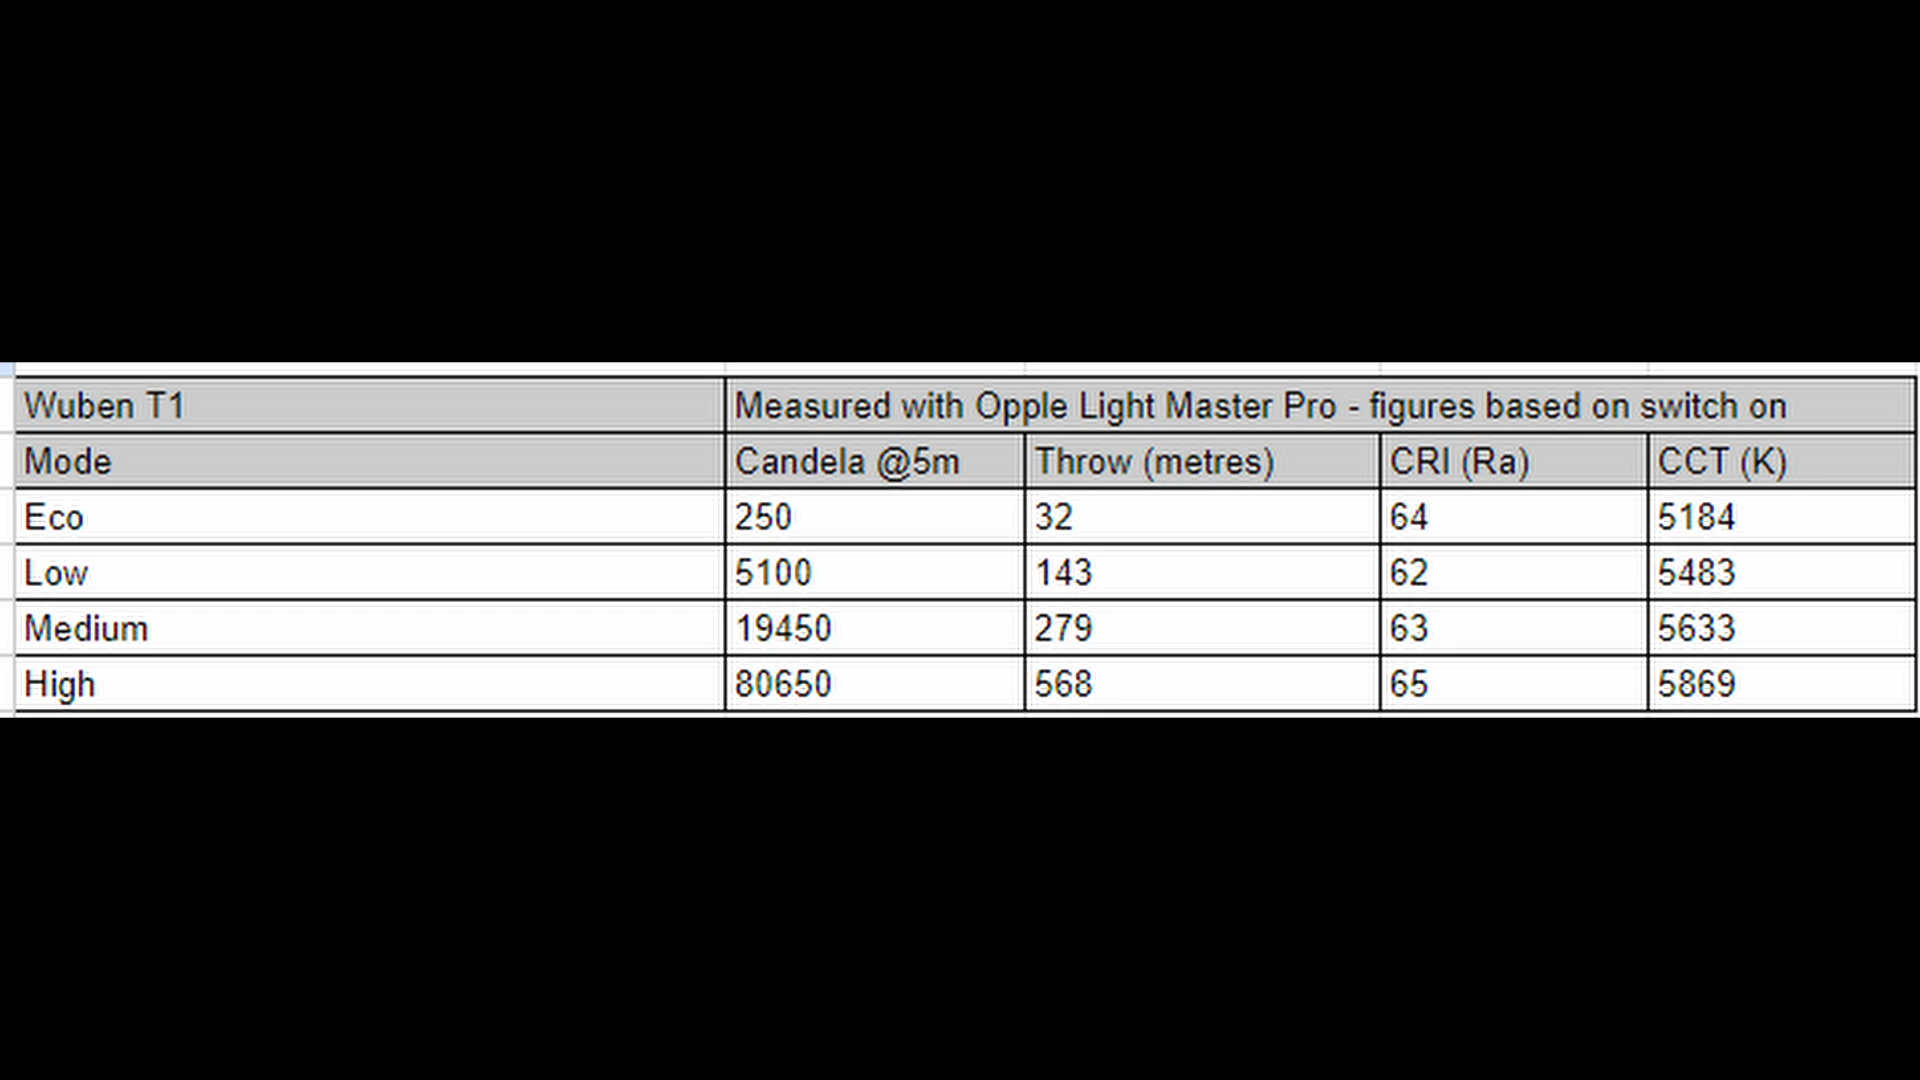 Wuben T1 Measured with Opple Light Master Pro - figures based on switch on
Mode Candela @5m Throw (metres) CRI (Ra) CCT (K)
Eco 250 32 64 5184
Low 5100 143 62 5483
Medium 19450 279 63 5633
High 80650 568 65 5869